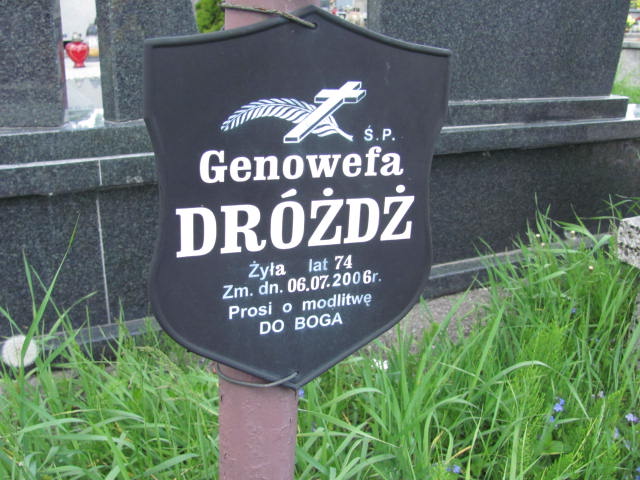 Ś.P.
Genowefa
DRÓŻDŻ
Żyła lat 74
Zm. dn. 06.07.2006r.
Prosi o modlitwę
DO BOGA